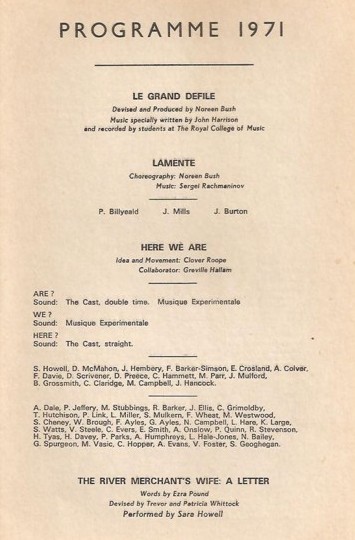 PROGRAMME 1971
LE GRAND DEFILE
Devised and Produced by Noreen Bush
Music specially written by John Harrison
and recorded by students at The Royal College of Music
LAMENTE
Choreography: Noreen Bush
Music: Sergei Rachmaninov
P. Billyeald J. Mills J. Burton
HERE WE ARE
Idea and Movement: Clover Roope
Collaborator: Greville Hallam
ARE ?
Sound: The Cast, double time. Musique Experimentale
WE ?
Sound: Musique Experimentale
HERE ?
Sound: The Cast, straight.
S. Howell, D. McMahon, J. Hembery, F. Barker-Simson, E. Crosland, A. Colver,
F. Davie, D. Scrivener, D. Preece, C. Hammett, M. Parr, J. Mulford,
B. Grossmith, C. Claridge, M. Campbell, J. Hancock.
A. Dale, P. Jeffery, M. Stubbings, R. Barker, J. Ellis, C. Grimoldby,
T. Hutchison, P. Link, L. Miller, S. Mulkern, F. Wheat, M. Westwood,
S. Cheney, W. Brough, F. Ayles, G. Ayles, N. Campbell, L. Hare, K. Large,
S. Watts, V. Steele, C. Evers, E. Smith, A. Onslow, P. Quinn, R. Stevenson,
H. Tyas, H. Davey, P. Parks, A. Humphreys, L. Hale-Jones, N. Bailey,
G. Spurgeon, M. Vasic, C. Hopper, A. Evans, V. Foster, S. Geoghegan.
THE RIVER MERCHANT'S WIFE: A LETTER
Words by Ezra Pound
Devised by Trevor and Patricia Whittock
Performed by Sara Howell